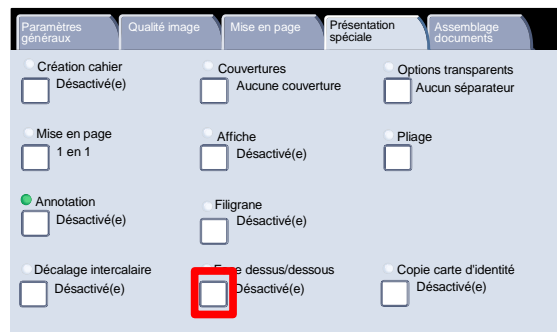 Paramètres
généraux
Qualité image
Mise en page
Présentation
spéciale
Assemblage
documents
Création cahier
Désactivé(e)
Couvertures
Aucune couverture
Options transparents
Aucun séparateur
Mise en page
1 en 1
Affiche
Désactivé(e)
Pliage
Annotation
Désactivé(e)
Filigrane
Désactivé(e)
Décalage intercalaire
Désactivé(e)
dessus/dessous
Désactivé(e)
Copie carte d'identité
Désactivé(e)